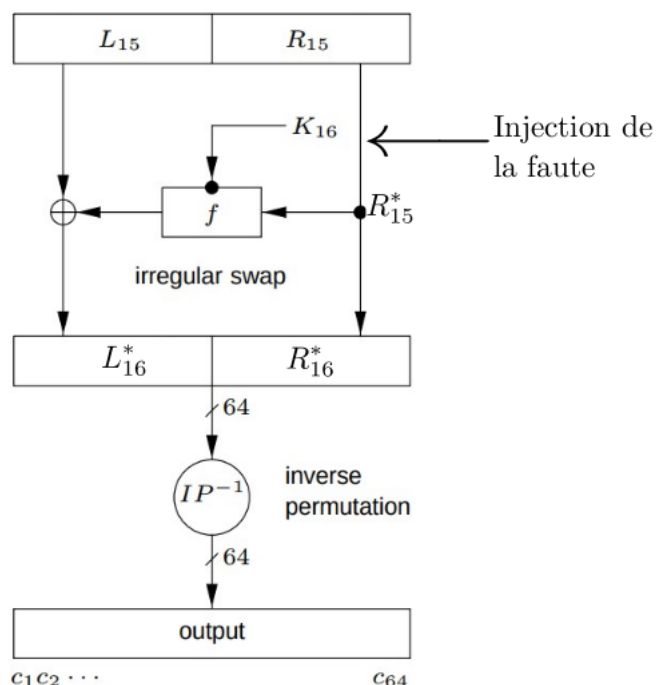 L₁₅ R₁₅
K₁₆
Injection de
la faute
f
R*₁₅
irregular swap
L*₁₆ R*₁₆
64
IP⁻¹
inverse
permutation
64
output
c₁c₂ ··· c₆₄